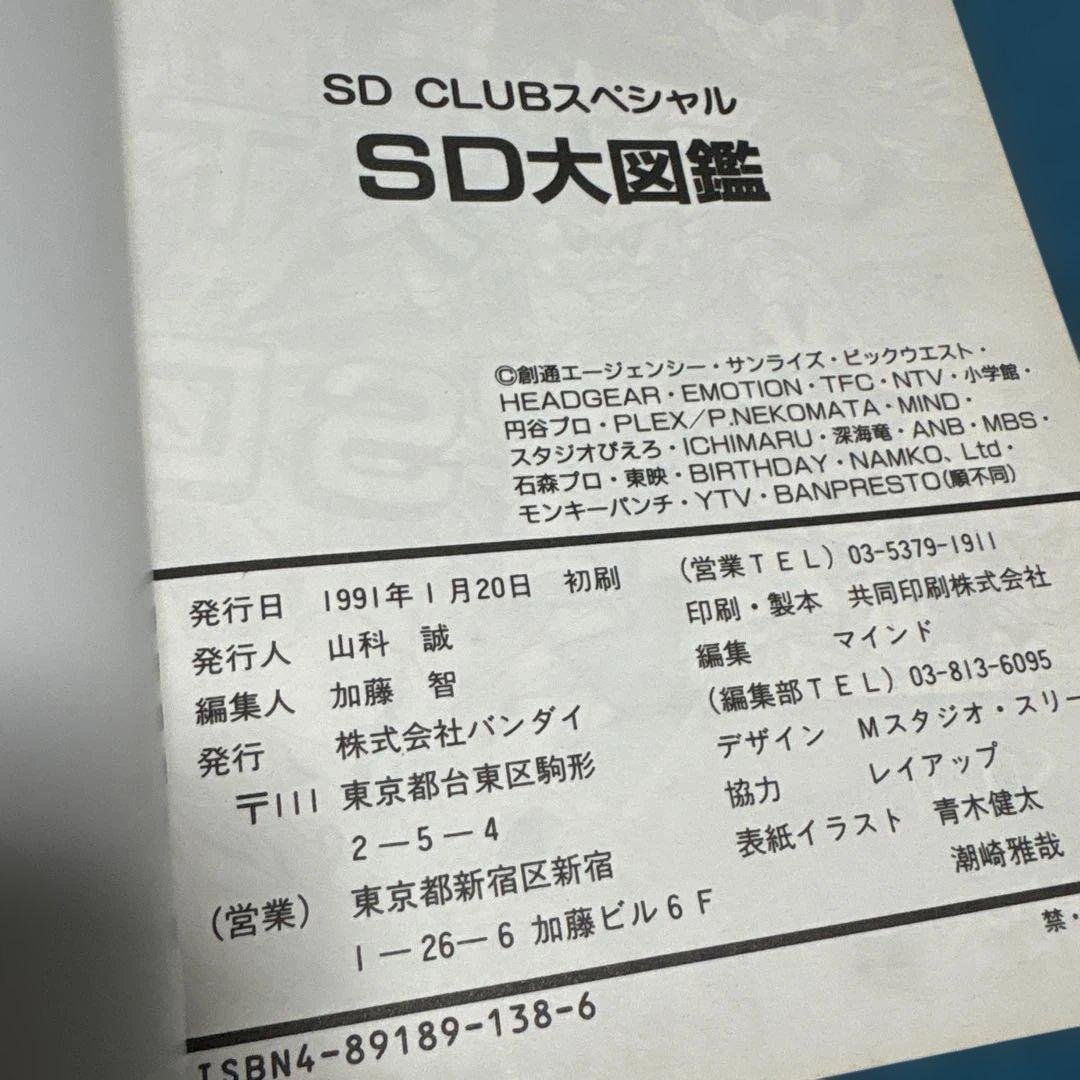 SD CLUBスペシャル
SD大図鑑
©創通エージェンシー・サンライズ・ビックウエスト・
HEADGEAR・EMOTION・TFC・NTV・小学館・
円谷プロ・PLEX/P.NEKOMATA・MIND・
スタジオぴえろ・ICHIMARU・深海竜・ANB・MBS・
石森プロ・東映・BIRTHDAY・NAMKO、Ltd・
モンキーパンチ・YTV・BANPRESTO(順不同)
発行日 1991年1月20日 初刷
発行人 山科 誠
編集人 加藤 智
発行 株式会社バンダイ
〒111 東京都台東区駒形
2－5－4
(営業) 東京都新宿区新宿
1－26－6 加藤ビル6F
(営業TEL) 03-5379-1911
印刷・製本 共同印刷株式会社
編集 マインド
(編集部TEL) 03-813-6095
デザイン Mスタジオ・スリー
協力 レイアップ
表紙イラスト 青木健太
潮崎雅哉
禁・
ISBN4-89189-138-6